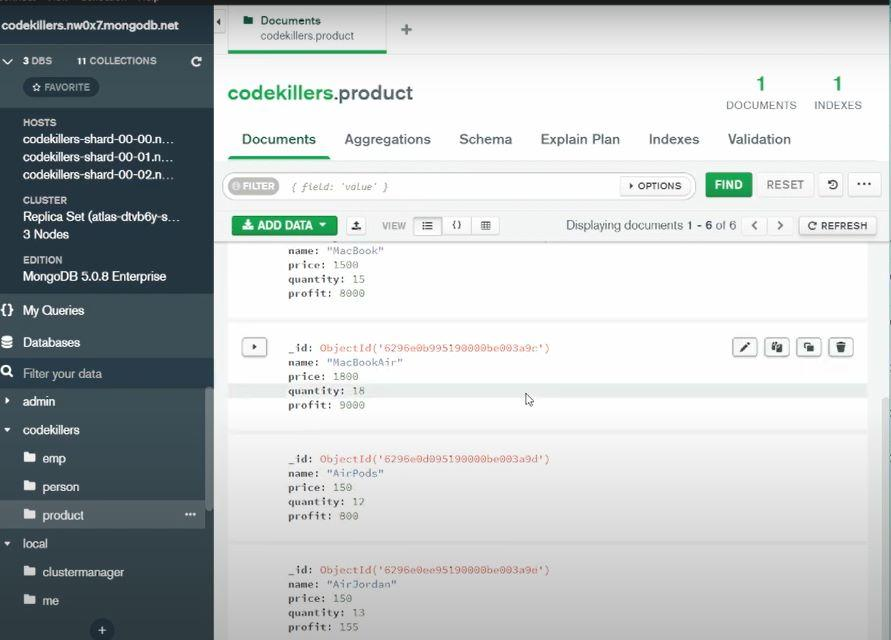 codekillers.nw0x7.mongodb.net
3 DBS 11 COLLECTIONS
FAVORITE
HOSTS
codekillers-shard-00-00.n...
codekillers-shard-00-01.n...
codekillers-shard-00-02.n...
CLUSTER
Replica Set (atlas-dtvb6y-s...
3 Nodes
EDITION
MongoDB 5.0.8 Enterprise
{} My Queries
Databases
Filter your data
admin
codekillers
emp
person
product ...
local
clustermanager
me
+
Documents
codekillers.product
+
codekillers.product
1 DOCUMENTS
1 INDEXES
Documents Aggregations Schema Explain Plan Indexes Validation
FILTER { field: 'value' } OPTIONS FIND RESET ...
ADD DATA VIEW {} Displaying documents 1 - 6 of 6 < > REFRESH
name: "MacBook"
price: 1500
quantity: 15
profit: 8000
_id: ObjectId('6296e0b995190000be003a9c')
name: "MacBookAir"
price: 1800
quantity: 18
profit: 9000
_id: ObjectId('6296e0d095190000be003a9d')
name: "AirPods"
price: 150
quantity: 12
profit: 800
_id: ObjectId('6296e0ee95190000be003a9e')
name: "AirJordan"
price: 150
quantity: 13
profit: 155